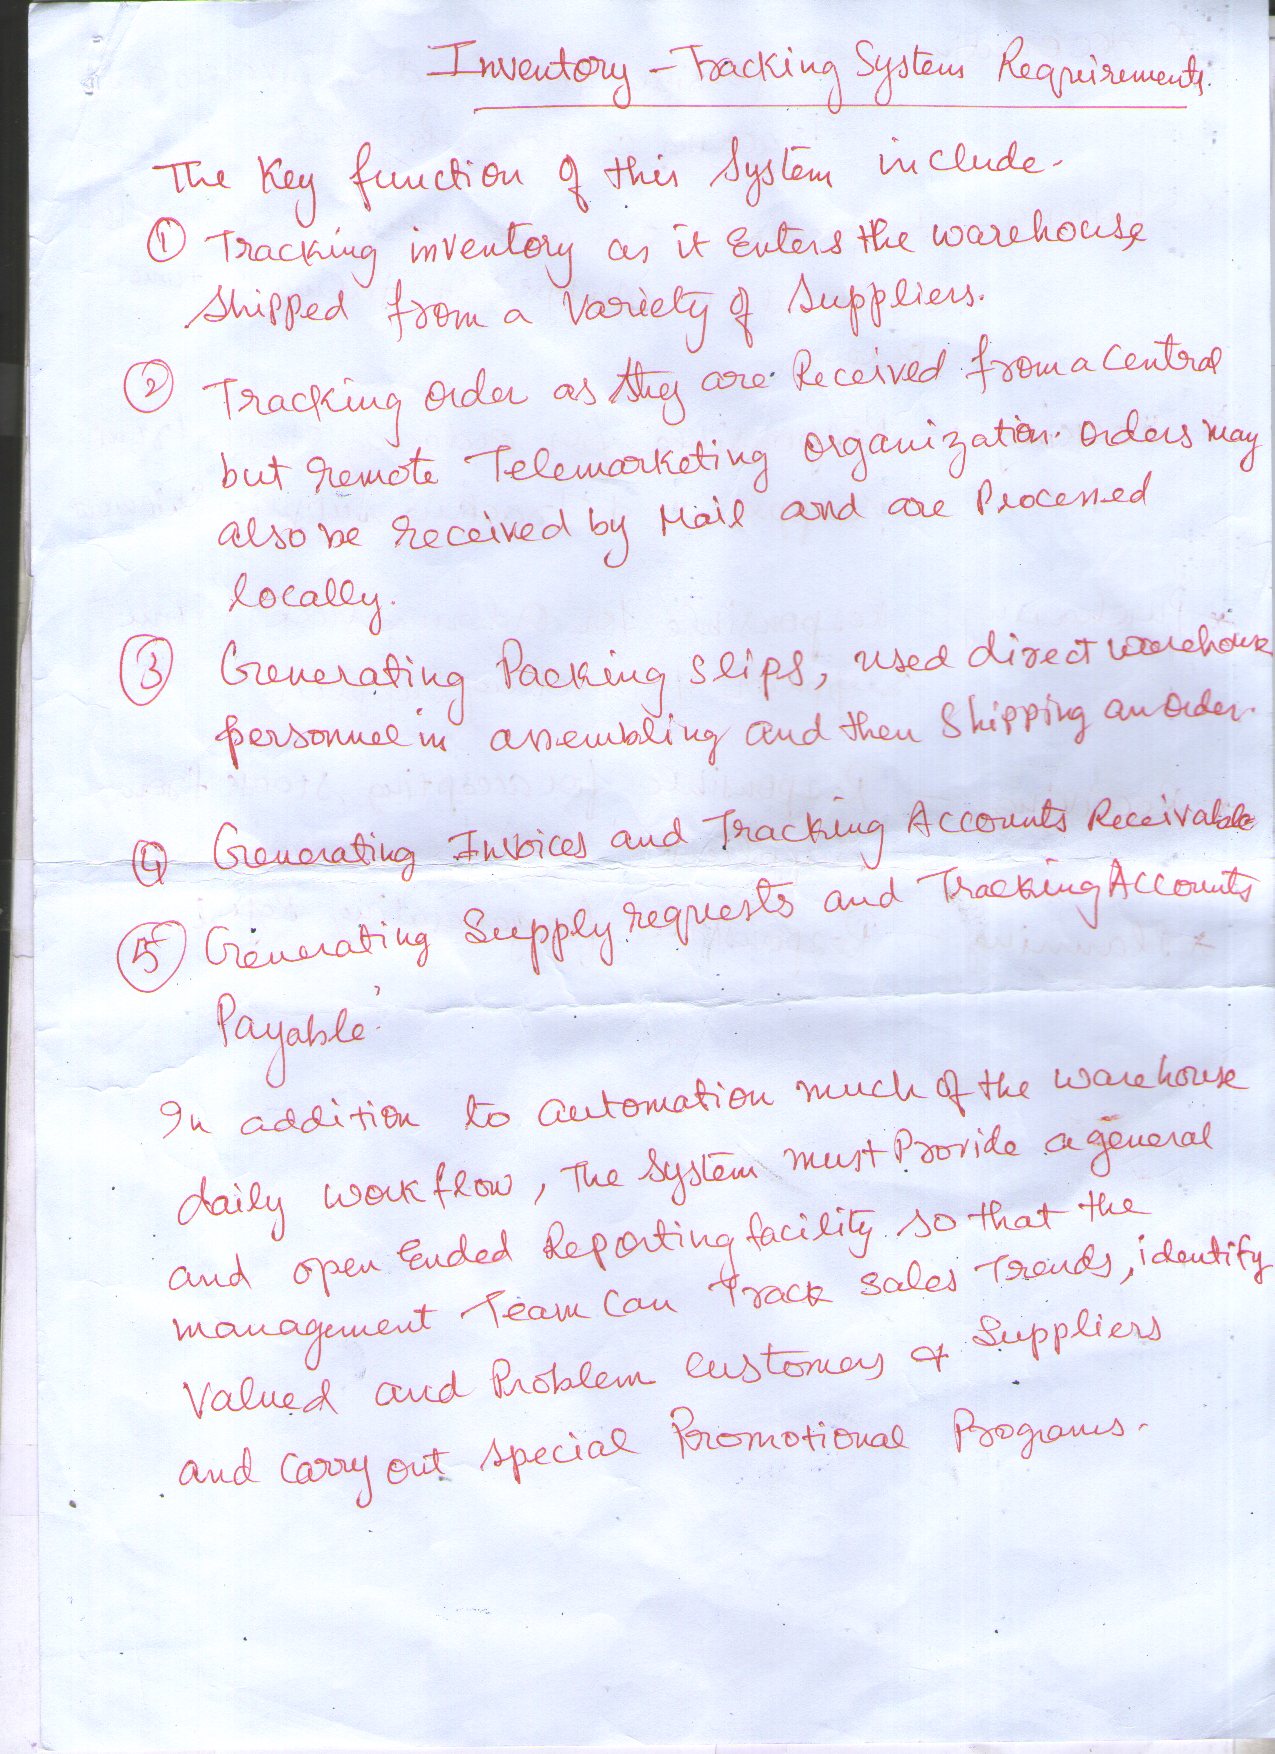 Inventory - Tracking System Requirements.
The Key function of this System include.
① Tracking inventory as it Enters the warehouse
shipped from a Variety of Suppliers.
② Tracking order as they are Received from a Central
but remote Telemarketing organization. orders may
also be received by Mail and are Processed
locally.
③ Generating Packing slips, used direct warehouse
personnel in assembling and then Shipping an order.
④ Generating Invoices and Tracking Accounts Receivable
⑤ Generating Supply requests and Tracking Accounts
Payable.
In addition to automation much of the warehouse
daily workflow, The System must Provide a general
and open Ended Reporting facility so that the
management Team Can Track Sales Trends, identify
Valued and Problem Customers & Suppliers
and Carry out special Promotional Programs.